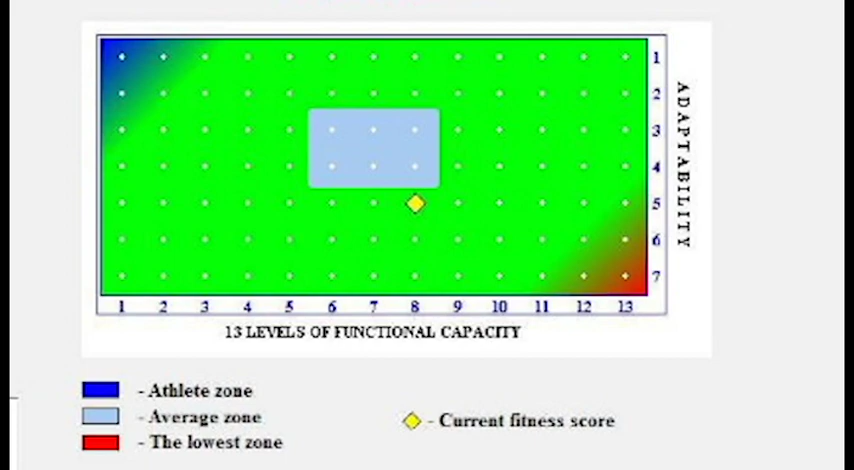 1
2
3
4
5
6
7
ADAPTABILITY
1 2 3 4 5 6 7 8 9 10 11 12 13
13 LEVELS OF FUNCTIONAL CAPACITY
- Athlete zone
- Average zone
- Current fitness score
- The lowest zone